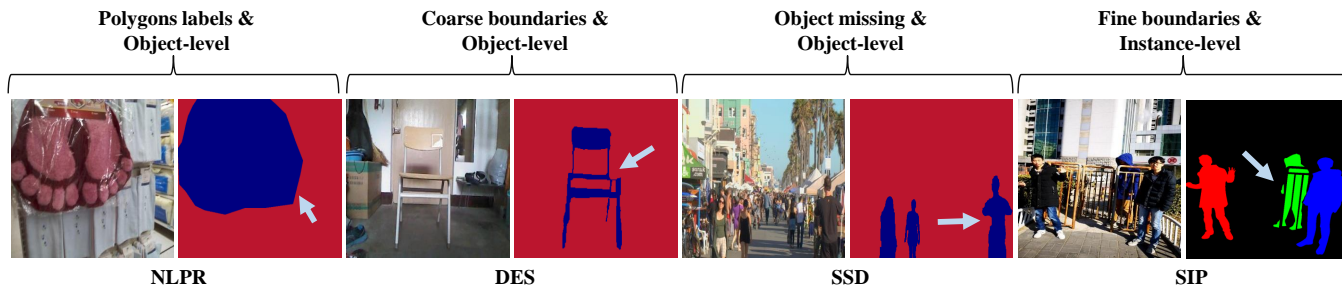 Polygons labels &
Object-level
Coarse boundaries &
Object-level
Object missing &
Object-level
Fine boundaries &
Instance-level
NLPR
DES
SSD
SIP